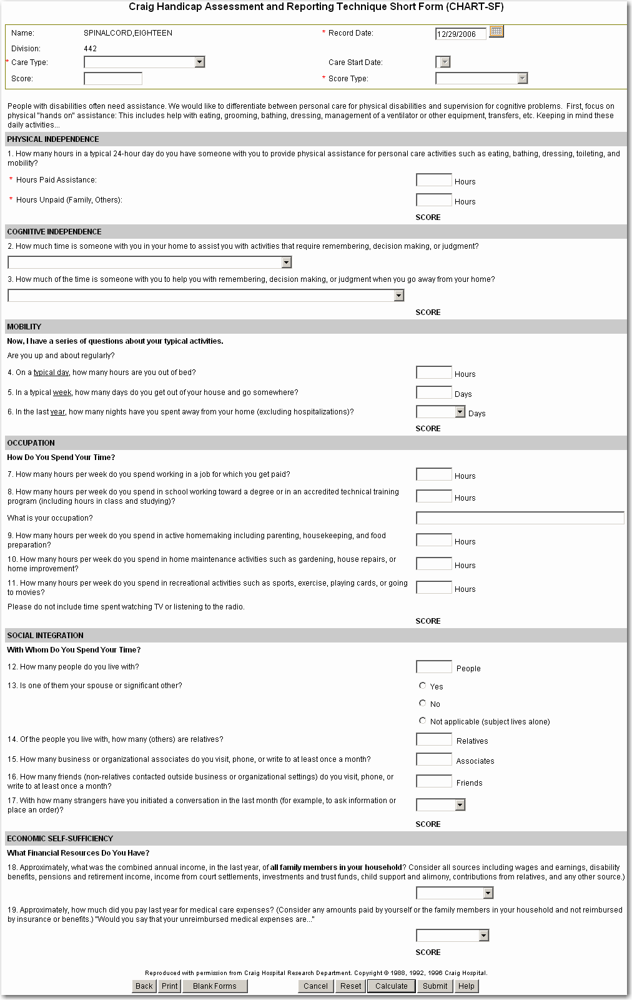 Craig Handicap Assessment and Reporting Technique Short Form (CHART-SF)
Name: SPINALCORD,EIGHTEEN * Record Date: 12/29/2006
Division: 442
* Care Type: Care Start Date:
Score: * Score Type:
People with disabilities often need assistance. We would like to differentiate between personal care for physical disabilities and supervision for cognitive problems. First, focus on
physical "hands on" assistance: This includes help with eating, grooming, bathing, dressing, management of a ventilator or other equipment, transfers, etc. Keeping in mind these
daily activities...
PHYSICAL INDEPENDENCE
1. How many hours in a typical 24-hour day do you have someone with you to provide physical assistance for personal care activities such as eating, bathing, dressing, toileting, and
mobility?
* Hours Paid Assistance: Hours
* Hours Unpaid (Family, Others): Hours
SCORE
COGNITIVE INDEPENDENCE
2. How much time is someone with you in your home to assist you with activities that require remembering, decision making, or judgment?
3. How much of the time is someone with you to help you with remembering, decision making, or judgment when you go away from your home?
SCORE
MOBILITY
Now, I have a series of questions about your typical activities.
Are you up and about regularly?
4. On a typical day, how many hours are you out of bed? Hours
5. In a typical week, how many days do you get out of your house and go somewhere? Days
6. In the last year, how many nights have you spent away from your home (excluding hospitalizations)? Days
SCORE
OCCUPATION
How Do You Spend Your Time?
7. How many hours per week do you spend working in a job for which you get paid? Hours
8. How many hours per week do you spend in school working toward a degree or in an accredited technical training
program (including hours in class and studying)? Hours
What is your occupation?
9. How many hours per week do you spend in active homemaking including parenting, housekeeping, and food
preparation? Hours
10. How many hours per week do you spend in home maintenance activities such as gardening, house repairs, or
home improvement? Hours
11. How many hours per week do you spend in recreational activities such as sports, exercise, playing cards, or going
to movies? Hours
Please do not include time spent watching TV or listening to the radio.
SCORE
SOCIAL INTEGRATION
With Whom Do You Spend Your Time?
12. How many people do you live with? People
13. Is one of them your spouse or significant other? Yes
No
Not applicable (subject lives alone)
14. Of the people you live with, how many (others) are relatives? Relatives
15. How many business or organizational associates do you visit, phone, or write to at least once a month? Associates
16. How many friends (non-relatives contacted outside business or organizational settings) do you visit, phone, or
write to at least once a month? Friends
17. With how many strangers have you initiated a conversation in the last month (for example, to ask information or
place an order)?
SCORE
ECONOMIC SELF-SUFFICIENCY
What Financial Resources Do You Have?
18. Approximately, what was the combined annual income, in the last year, of all family members in your household? Consider all sources including wages and earnings, disability
benefits, pensions and retirement income, income from court settlements, investments and trust funds, child support and alimony, contributions from relatives, and any other source.)
19. Approximately, how much did you pay last year for medical care expenses? (Consider any amounts paid by yourself or the family members in your household and not reimbursed
by insurance or benefits.) "Would you say that your unreimbursed medical expenses are..."
SCORE
Reproduced with permission from Craig Hospital Research Department. Copyright © 1988, 1992, 1996 Craig Hospital.
Back Print Blank Forms Cancel Reset Calculate Submit Help